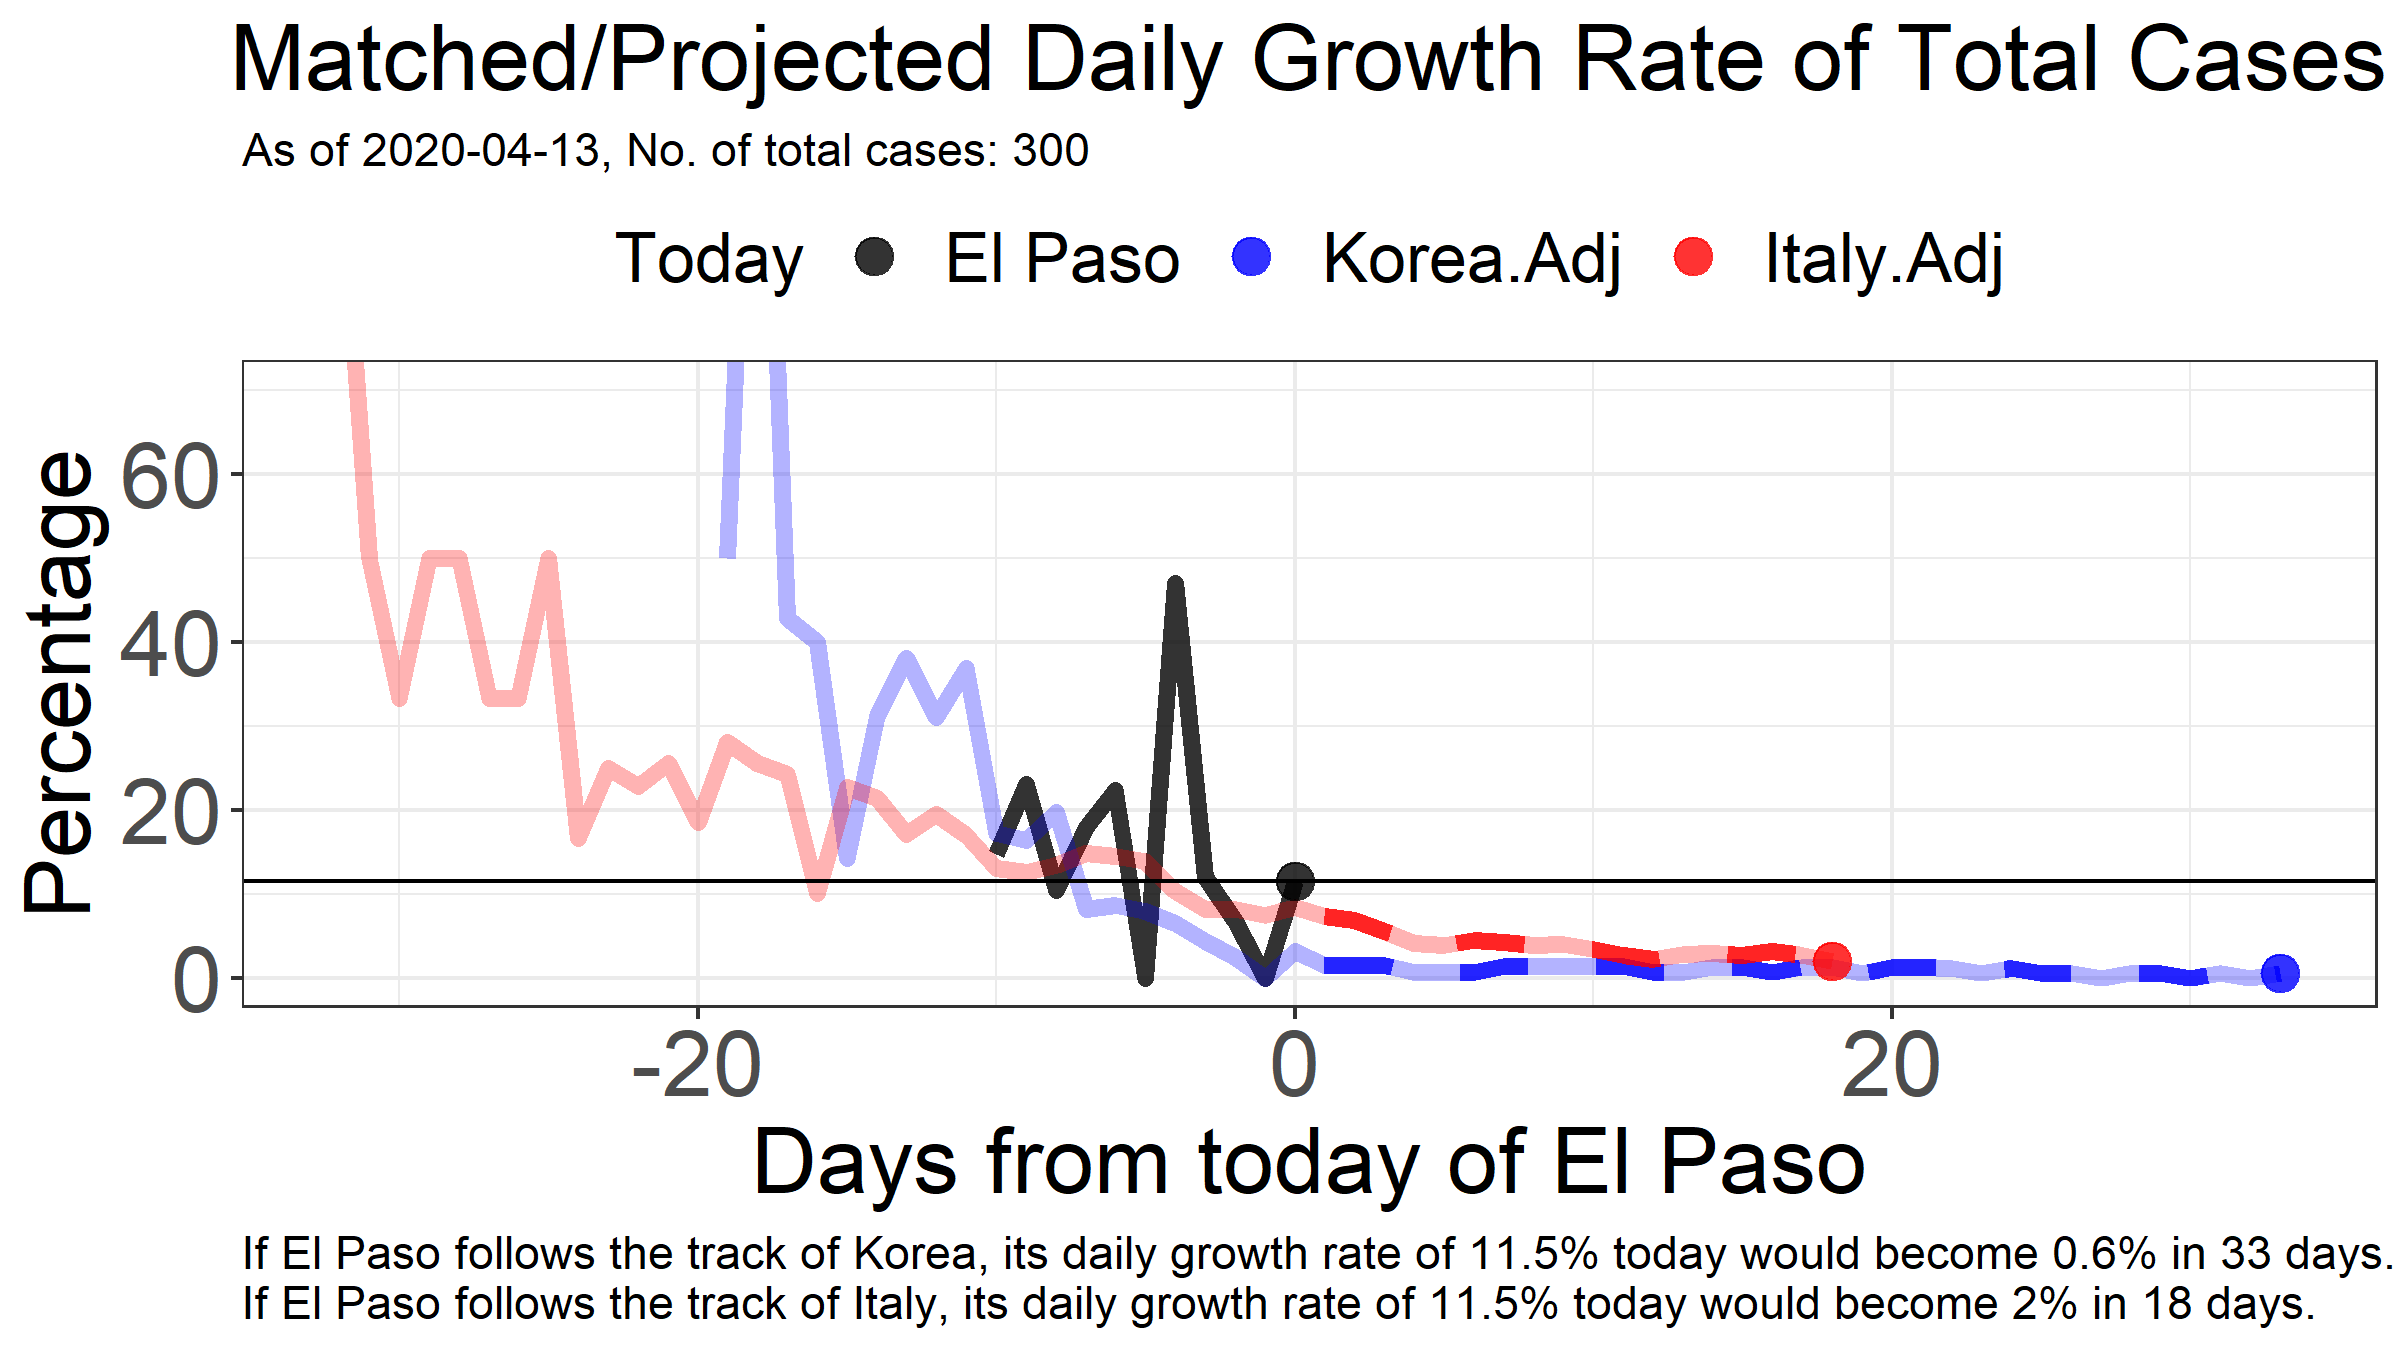 Matched/Projected Daily Growth Rate of Total Cases
As of 2020-04-13, No. of total cases: 300
Today El Paso Korea.Adj Italy.Adj
Percentage
60
40
20
0
-20 0 20
Days from today of El Paso
If El Paso follows the track of Korea, its daily growth rate of 11.5% today would become 0.6% in 33 days.
If El Paso follows the track of Italy, its daily growth rate of 11.5% today would become 2% in 18 days.